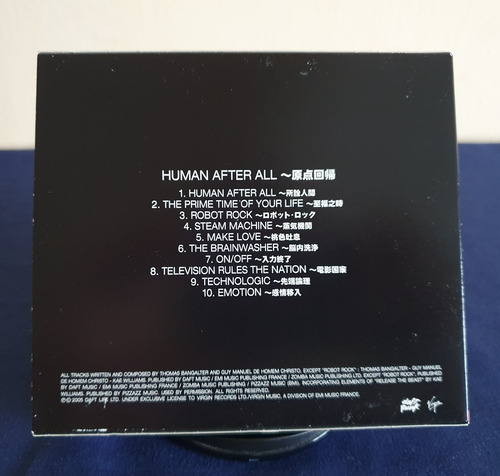 HUMAN AFTER ALL 〜原点回帰
1. HUMAN AFTER ALL 〜所詮人間
2. THE PRIME TIME OF YOUR LIFE 〜至福之時
3. ROBOT ROCK 〜ロボット・ロック
4. STEAM MACHINE 〜蒸気機関
5. MAKE LOVE 〜桃色吐息
6. THE BRAINWASHER 〜脳内洗浄
7. ON/OFF 〜入力終了
8. TELEVISION RULES THE NATION 〜電影国家
9. TECHNOLOGIC 〜先端論理
10. EMOTION 〜感情移入
ALL TRACKS WRITTEN AND COMPOSED BY THOMAS BANGALTER AND GUY MANUEL DE HOMEM CHRISTO. EXCEPT "ROBOT ROCK" : THOMAS BANGALTER - GUY MANUEL
DE HOMEM CHRISTO - KAE WILLIAMS. PUBLISHED BY DAFT MUSIC / EMI MUSIC PUBLISHING FRANCE / ZOMBA MUSIC PUBLISHING LTD. EXCEPT "ROBOT ROCK", PUBLISHED
BY DAFT MUSIC / EMI MUSIC PUBLISHING FRANCE / ZOMBA MUSIC PUBLISHING / PIZZAZZ MUSIC (BMI). INCORPORATING ELEMENTS OF "RELEASE THE BEAST" BY KAE
WILLIAMS. PUBLISHED BY PIZZAZZ MUSIC. USED BY PERMISSION. ALL RIGHTS RESERVED.
℗ © 2005 DAFT LIFE LTD. UNDER EXCLUSIVE LICENSE TO VIRGIN RECORDS LTD./VIRGIN MUSIC, A DIVISION OF EMI MUSIC FRANCE.
daft Punk
Virgin